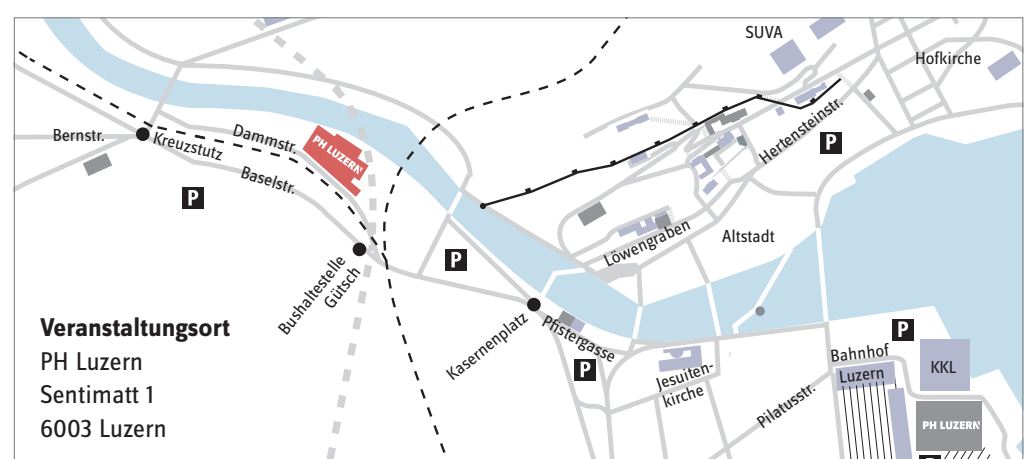 SUVA
Hofkirche
Bernstr.
Kreuzstutz
Dammstr.
PH LUZERN
Hertensteinstr.
P
Baselstr.
P
P
Löwengraben
Altstadt
Bushaltestelle
Gütsch
Kasernenplatz
Pfistergasse
P
P
Jesuiten-
kirche
Pilatusstr.
Bahnhof
Luzern
KKL
PH LUZERN
P
Veranstaltungsort
PH Luzern
Sentimatt 1
6003 Luzern